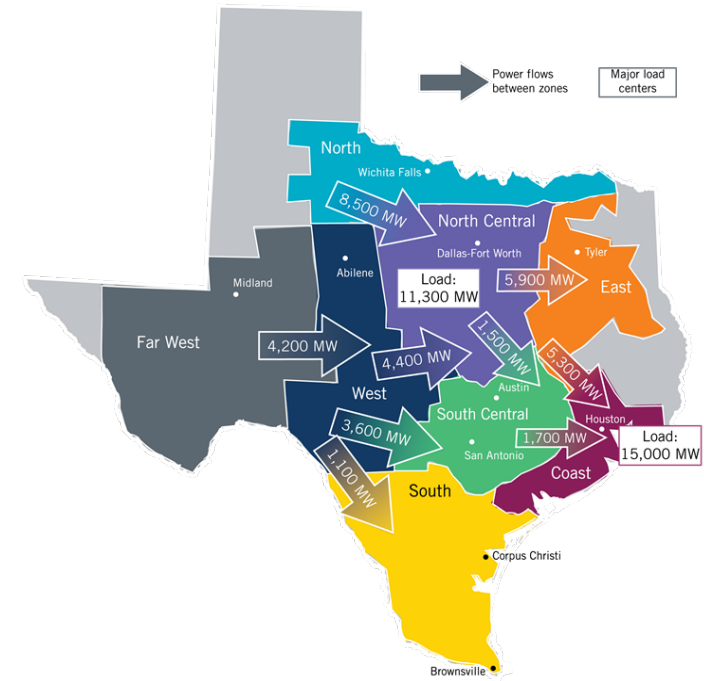 Power flows
between zones
Major load
centers
North
Wichita Falls
8,500 MW
North Central
Dallas-Fort Worth
Tyler
Abilene
Midland
Load:
11,300 MW
5,900 MW
East
Far West
4,200 MW
4,400 MW
1,500 MW
5,300 MW
West
Austin
South Central
3,600 MW
Houston
1,700 MW
Load:
15,000 MW
San Antonio
1,100 MW
Coast
South
Corpus Christi
Brownsville